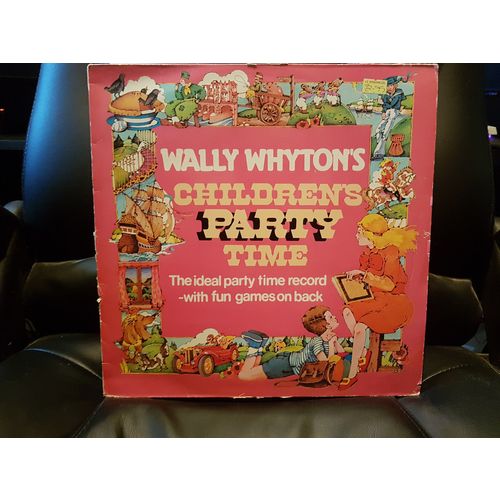 WALLY WHYTON'S
CHILDREN'S
PARTY
TIME
The ideal party time record
-with fun games on back